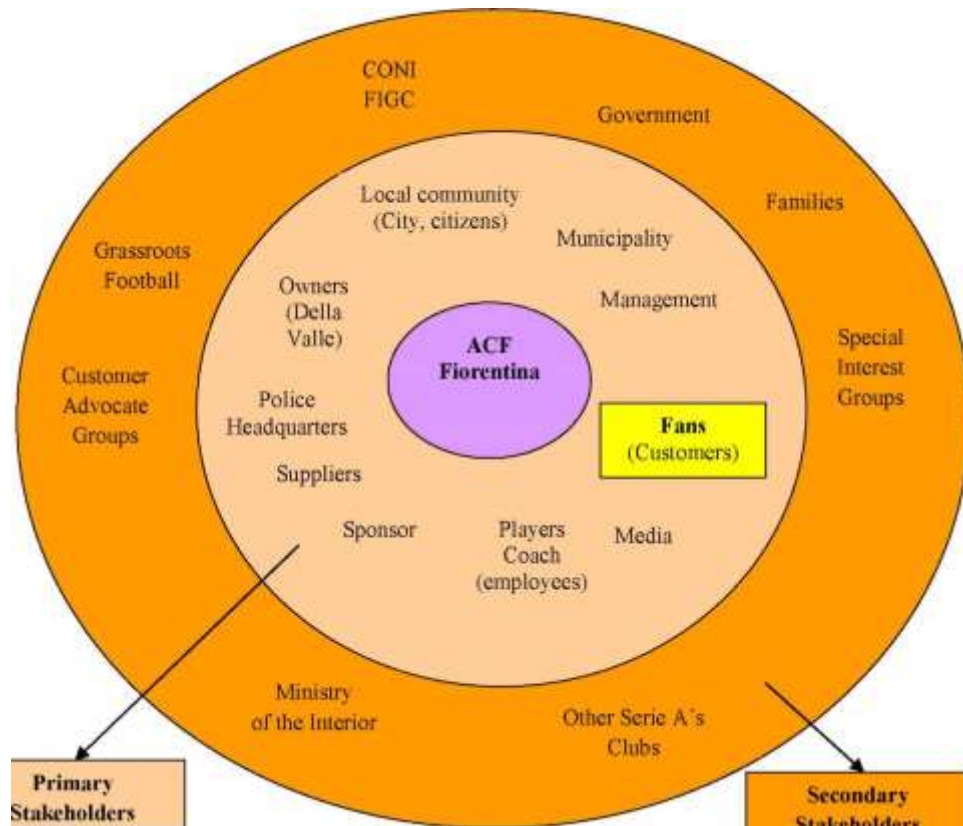 CONI
FIGC
Government
Families
Grassroots
Football
Special
Interest
Groups
Customer
Advocate
Groups
Ministry
of the Interior
Other Serie A´s
Clubs
Local community
(City, citizens)
Municipality
Owners
(Della
Valle)
Management
ACF
Fiorentina
Police
Headquarters
Fans
(Customers)
Suppliers
Sponsor
Players
Coach
(employees)
Media
Primary
Stakeholders
Secondary
Stakeholders